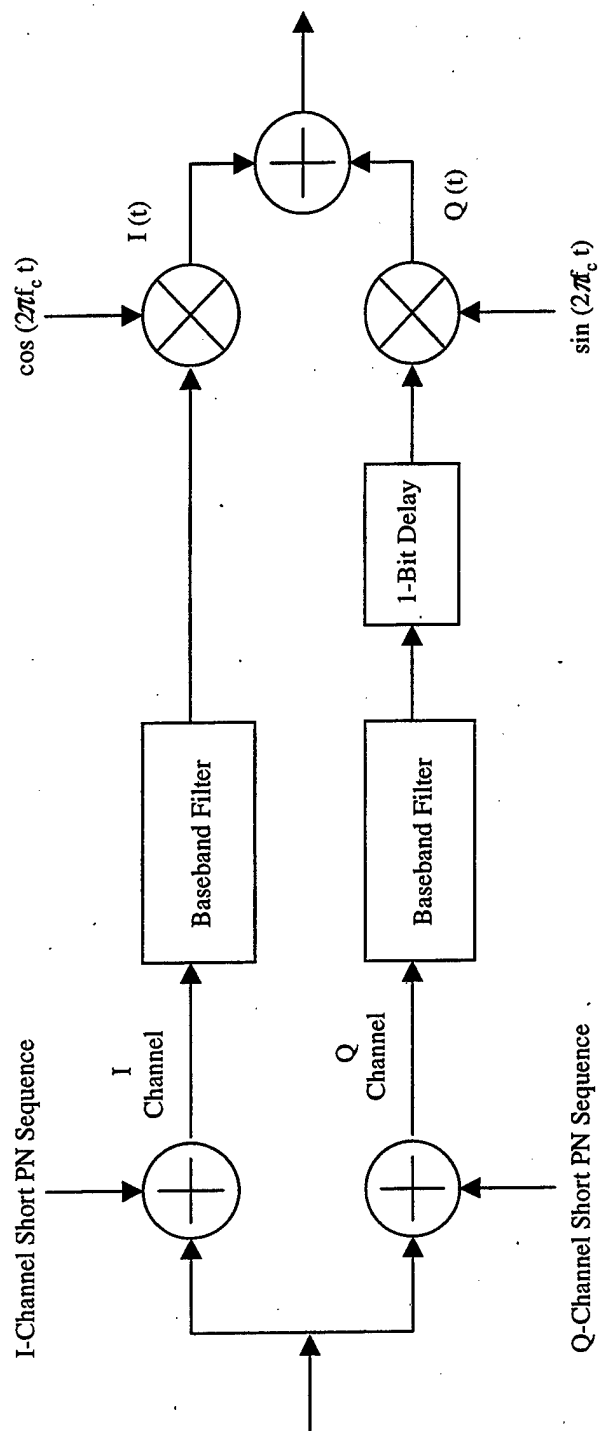 I-Channel Short PN Sequence
I
Channel
Baseband Filter
cos (2πf_c t)
I (t)
Q
Channel
Baseband Filter
1-Bit Delay
Q (t)
Q-Channel Short PN Sequence
sin (2πf_c t)